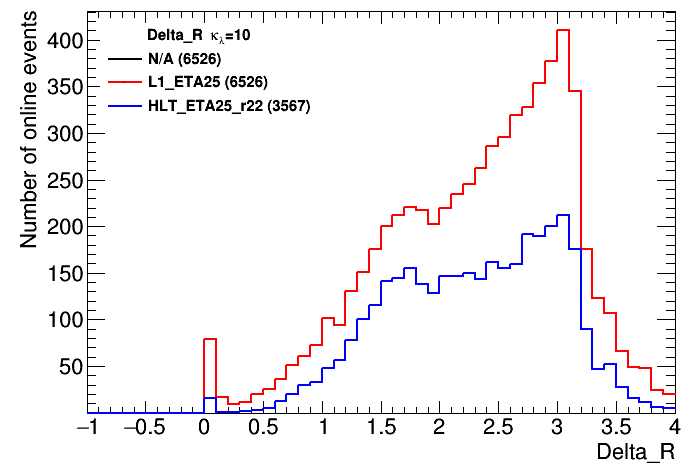 Delta_R κλ=10
N/A (6526)
L1_ETA25 (6526)
HLT_ETA25_r22 (3567)
Number of online events
400
350
300
250
200
150
100
50
−1 −0.5 0 0.5 1 1.5 2 2.5 3 3.5 4
Delta_R